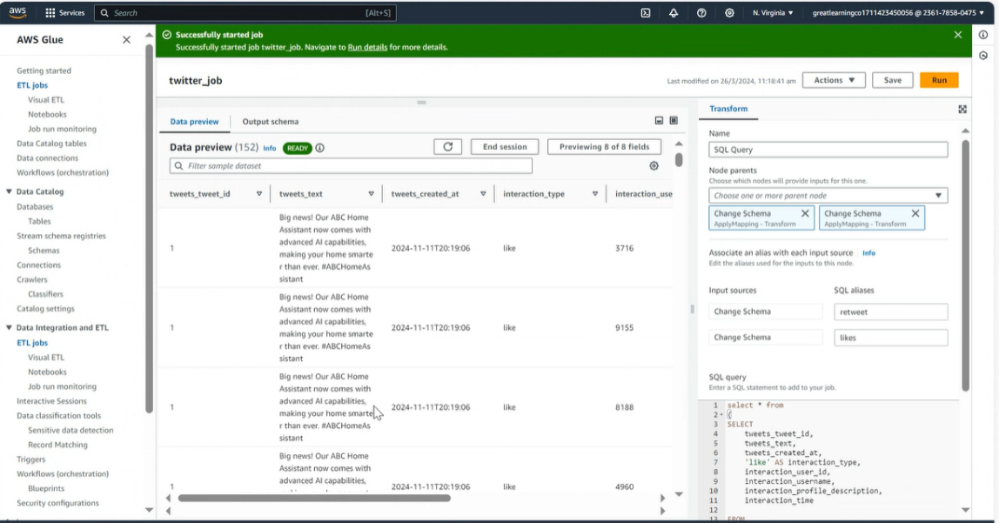 aws
Services
Search
[Alt+S]
N. Virginia ▼
greatlearningco1711423450056 @ 2361-7858-0475 ▼
AWS Glue
Getting started
ETL jobs
Visual ETL
Notebooks
Job run monitoring
Data Catalog tables
Data connections
Workflows (orchestration)
Data Catalog
Databases
Tables
Stream schema registries
Schemas
Connections
Crawlers
Classifiers
Catalog settings
Data Integration and ETL
ETL jobs
Visual ETL
Notebooks
Job run monitoring
Interactive Sessions
Data classification tools
Sensitive data detection
Record Matching
Triggers
Workflows (orchestration)
Blueprints
Security configurations
Successfully started job
Successfully started job twitter_job. Navigate to Run details for more details.
twitter_job
Last modified on 26/3/2024, 11:18:41 am
Actions ▼
Save
Run
Data preview
Output schema
Data preview (152) Info READY
End session
Previewing 8 of 8 fields
Filter sample dataset
tweets_tweet_id
tweets_text
tweets_created_at
interaction_type
interaction_use
1
Big news! Our ABC Home
Assistant now comes with
advanced AI capabilities,
making your home smarte
r than ever. #ABCHomeAs
sistant
2024-11-11T20:19:06
like
3716
1
Big news! Our ABC Home
Assistant now comes with
advanced AI capabilities,
making your home smarte
r than ever. #ABCHomeAs
sistant
2024-11-11T20:19:06
like
9155
1
Big news! Our ABC Home
Assistant now comes with
advanced AI capabilities,
making your home smarte
r than ever. #ABCHomeAs
sistant
2024-11-11T20:19:06
like
8188
1
Big news! Our ABC Home
Assistant now comes with
advanced AI capabilities,
making your home smarte
2024-11-11T20:19:06
like
4960
Transform
Name
SQL Query
Node parents
Choose which nodes will provide inputs for this one.
Choose one or more parent node
Change Schema
ApplyMapping - Transform
Change Schema
ApplyMapping - Transform
Associate an alias with each input source Info
Edit the aliases used for the inputs to this node.
Input sources
SQL aliases
Change Schema
retweet
Change Schema
likes
SQL query
Enter a SQL statement to add to your job.
1 select * from
2 (
3 SELECT
4 tweets_tweet_id,
5 tweets_text,
6 tweets_created_at,
7 'like' AS interaction_type,
8 interaction_user_id,
9 interaction_username,
10 interaction_profile_description,
11 interaction_time
12
13 FROM